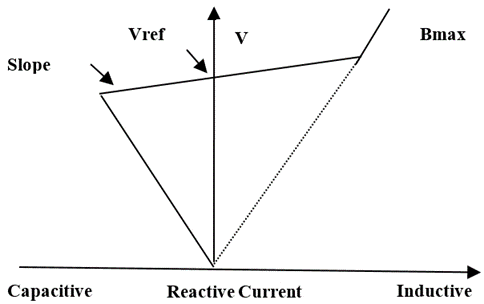 Vref
V
Bmax
Slope
Capacitive
Reactive Current
Inductive